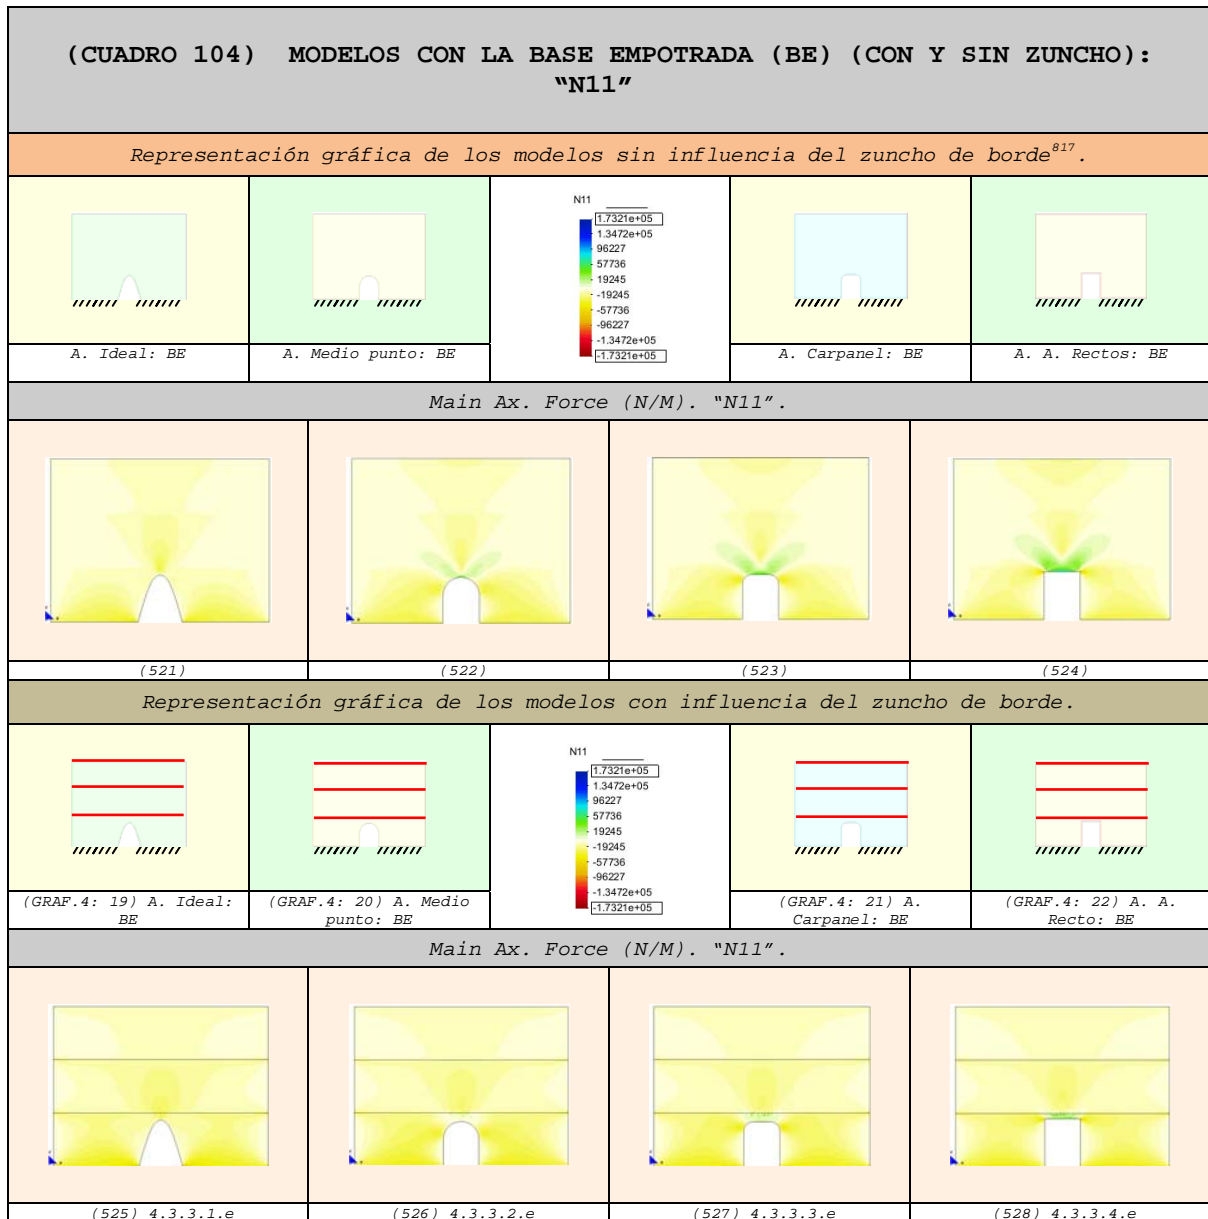 (CUADRO 104) MODELOS CON LA BASE EMPOTRADA (BE) (CON Y SIN ZUNCHO):
“N11”
Representación gráfica de los modelos sin influencia del zuncho de borde817.
N11
1.7321e+05
1.3472e+05
96227
57736
19245
-19245
-57736
-96227
-1.3472e+05
-1.7321e+05
A. Ideal: BE
A. Medio punto: BE
A. Carpanel: BE
A. A. Rectos: BE
Main Ax. Force (N/M). “N11”.
(521)
(522)
(523)
(524)
Representación gráfica de los modelos con influencia del zuncho de borde.
N11
1.7321e+05
1.3472e+05
96227
57736
19245
-19245
-57736
-96227
-1.3472e+05
-1.7321e+05
(GRAF.4: 19) A. Ideal:
BE
(GRAF.4: 20) A. Medio
punto: BE
(GRAF.4: 21) A.
Carpanel: BE
(GRAF.4: 22) A. A.
Recto: BE
Main Ax. Force (N/M). “N11”.
(525) 4.3.3.1.e
(526) 4.3.3.2.e
(527) 4.3.3.3.e
(528) 4.3.3.4.e